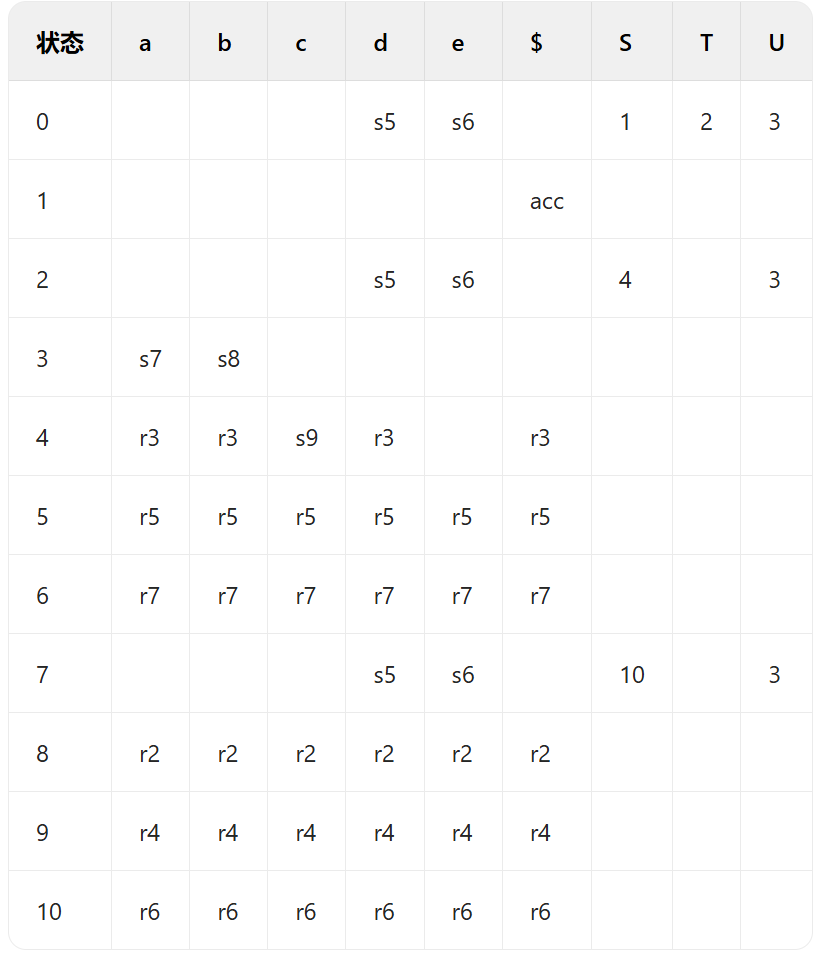 状态 a b c d e $ S T U
0 s5 s6 1 2 3
1 acc
2 s5 s6 4 3
3 s7 s8
4 r3 r3 s9 r3 r3
5 r5 r5 r5 r5 r5 r5
6 r7 r7 r7 r7 r7 r7
7 s5 s6 10 3
8 r2 r2 r2 r2 r2 r2
9 r4 r4 r4 r4 r4 r4
10 r6 r6 r6 r6 r6 r6